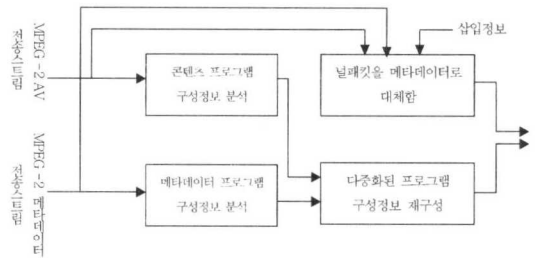 삽입정보
MPEG-2 AV
전송스트림
콘텐츠 프로그램
구성정보 분석
널패킷을 메타데이터로
대체함
MPEG-2 메타데이터
전송스트림
메타데이터 프로그램
구성정보 분석
다중화된 프로그램
구성정보 재구성